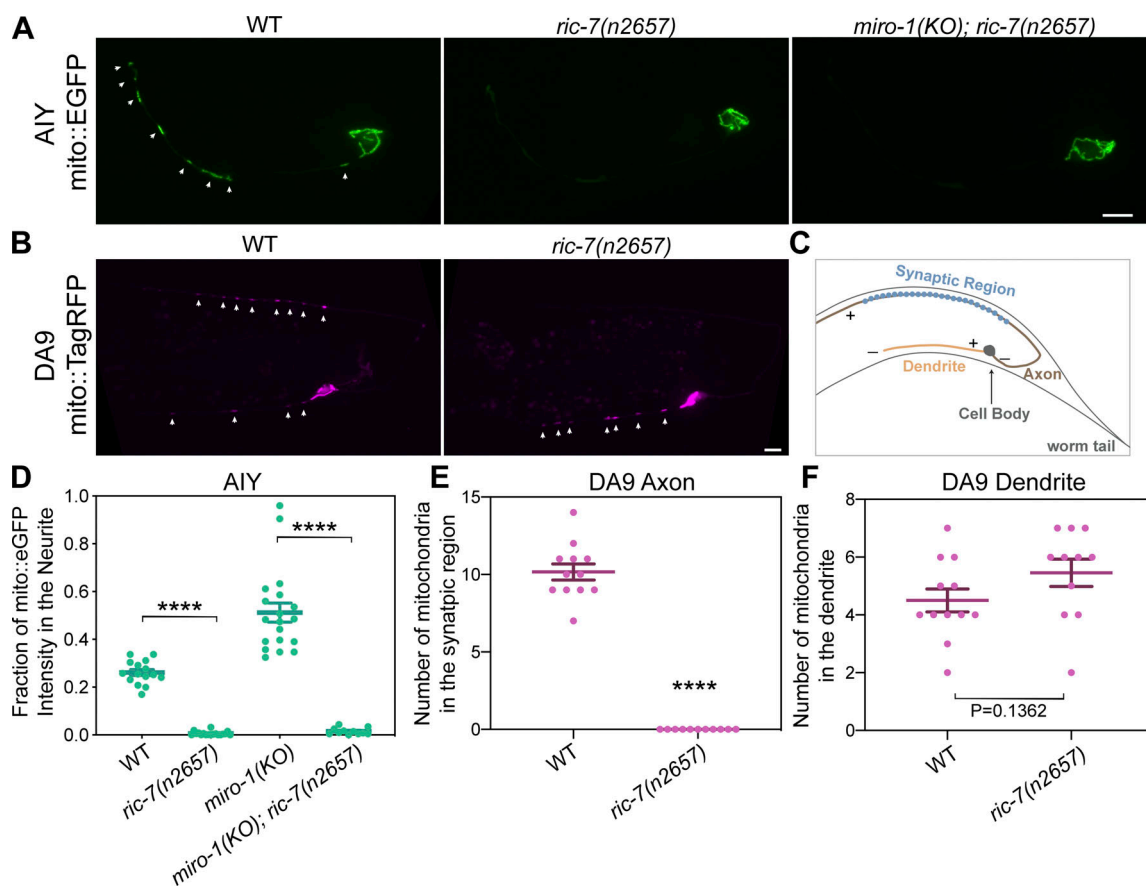 A
WT
ric-7(n2657)
miro-1(KO); ric-7(n2657)
AIY
mito::EGFP
B
WT
ric-7(n2657)
C
DA9
mito::TagRFP
Synaptic Region
+
+
–
–
Dendrite
Axon
Cell Body
worm tail
D
AIY
Fraction of mito::eGFP
Intensity in the Neurite
1.0
0.8
0.6
0.4
0.2
0.0
****
****
WT
ric-7(n2657)
miro-1(KO)
miro-1(KO); ric-7(n2657)
E
DA9 Axon
Number of mitochondria
in the synatpic region
15
10
5
0
****
WT
ric-7(n2657)
F
DA9 Dendrite
Number of mitochondria
in the dendrite
8
6
4
2
0
P=0.1362
WT
ric-7(n2657)